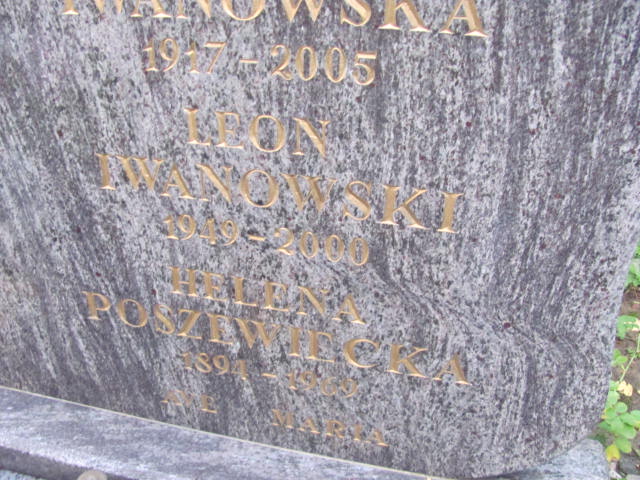 IWANOWSKA
1917 - 2005
LEON
IWANOWSKI
1949 - 2000
HELENA
POSZEWIECKA
1894 - 1969
AVE MARIA